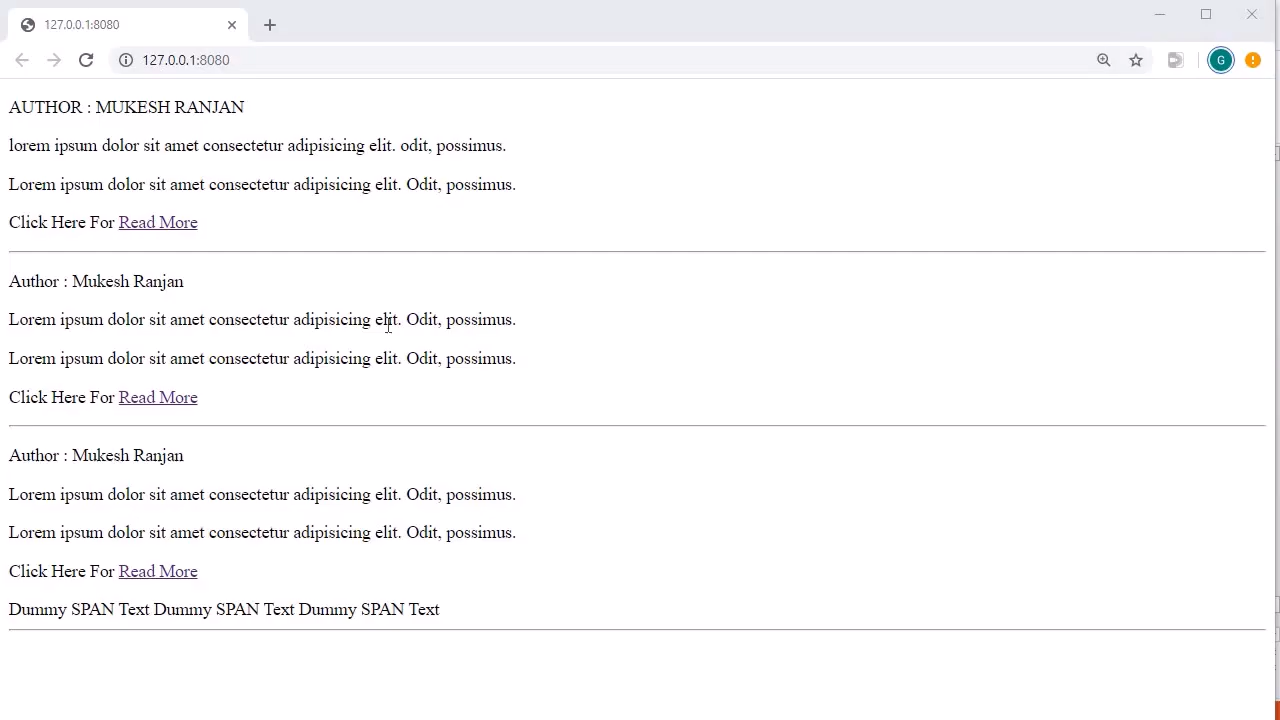 127.0.0.1:8080
127.0.0.1:8080
G
AUTHOR : MUKESH RANJAN
lorem ipsum dolor sit amet consectetur adipisicing elit. odit, possimus.
Lorem ipsum dolor sit amet consectetur adipisicing elit. Odit, possimus.
Click Here For Read More
Author : Mukesh Ranjan
Lorem ipsum dolor sit amet consectetur adipisicing elit. Odit, possimus.
Lorem ipsum dolor sit amet consectetur adipisicing elit. Odit, possimus.
Click Here For Read More
Author : Mukesh Ranjan
Lorem ipsum dolor sit amet consectetur adipisicing elit. Odit, possimus.
Lorem ipsum dolor sit amet consectetur adipisicing elit. Odit, possimus.
Click Here For Read More
Dummy SPAN Text Dummy SPAN Text Dummy SPAN Text